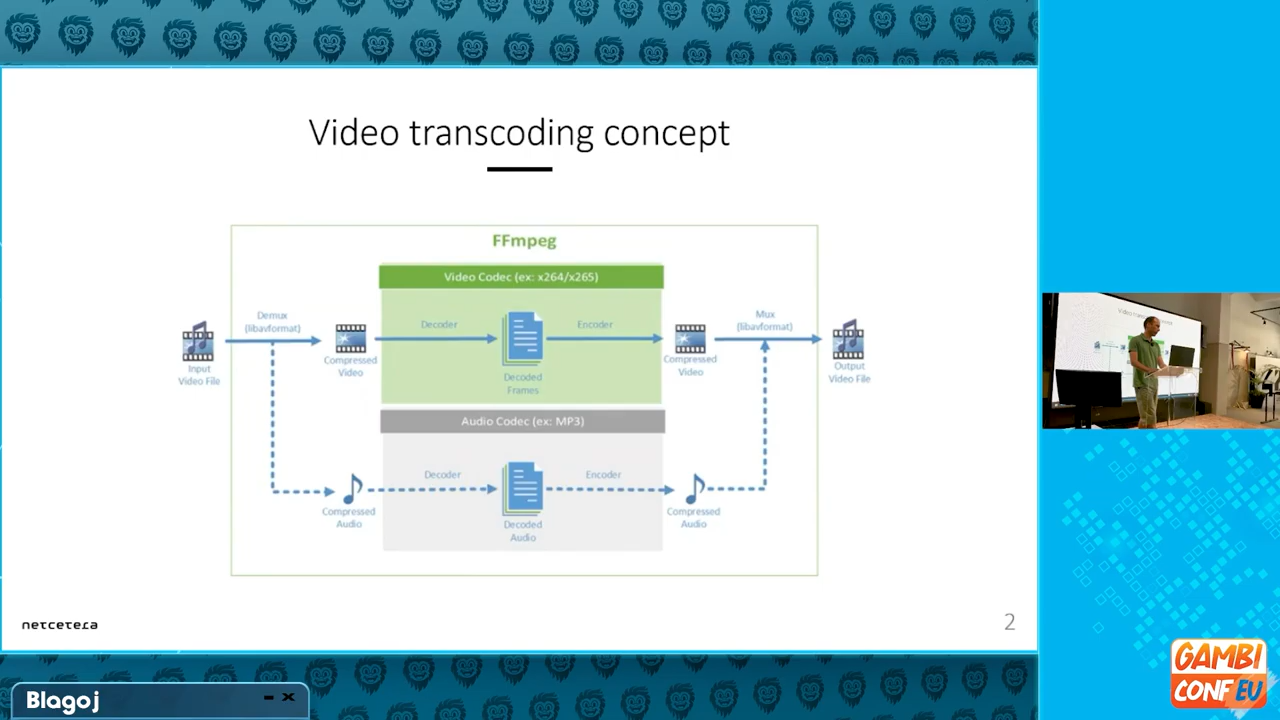 Video transcoding concept
FFmpeg
Video Codec (ex: x264/x265)
Demux
(libavformat)
Decoder
Encoder
Mux
(libavformat)
Input
Video File
Compressed
Video
Decoded
Frames
Compressed
Video
Output
Video File
Audio Codec (ex: MP3)
Decoder
Encoder
Compressed
Audio
Decoded
Audio
Compressed
Audio
netcetera
2
Blagoj
GAMBI
CONF EU